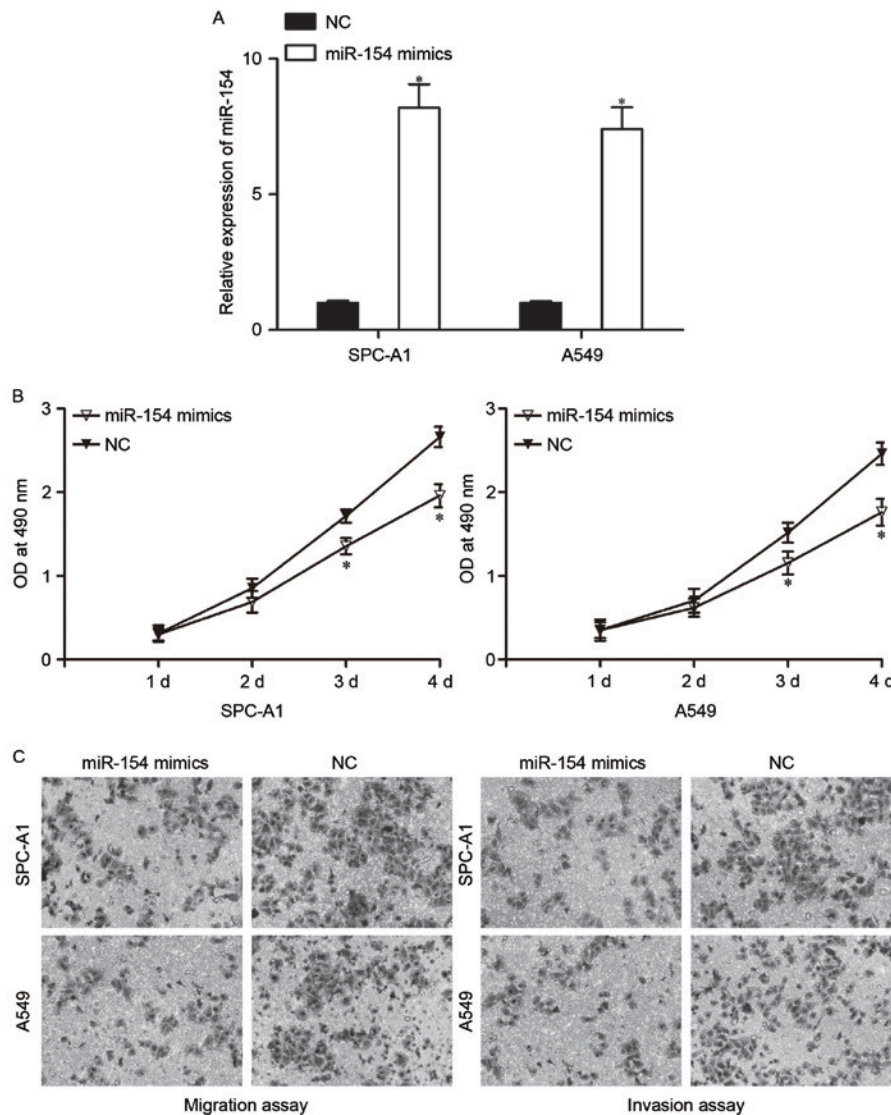 A
NC
miR-154 mimics
Relative expression of miR-154
10
5
0
*
*
SPC-A1
A549
B
miR-154 mimics
NC
OD at 490 nm
3
2
1
0
*
*
1 d
2 d
3 d
4 d
SPC-A1
miR-154 mimics
NC
OD at 490 nm
3
2
1
0
*
*
1 d
2 d
3 d
4 d
A549
C
miR-154 mimics
NC
miR-154 mimics
NC
SPC-A1
SPC-A1
A549
A549
Migration assay
Invasion assay